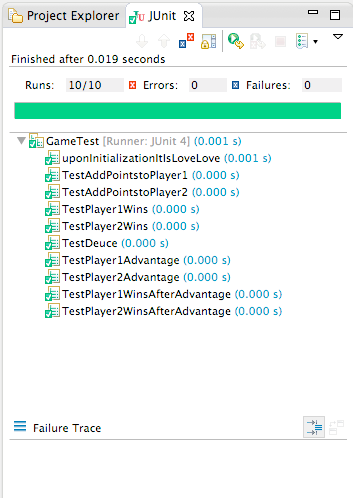 Project Explorer JUnit
Finished after 0.019 seconds
Runs: 10/10 Errors: 0 Failures: 0
GameTest [Runner: JUnit 4] (0.001 s)
uponInitializationItIsLoveLove (0.001 s)
TestAddPointstoPlayer1 (0.000 s)
TestAddPointstoPlayer2 (0.000 s)
TestPlayer1Wins (0.000 s)
TestPlayer2Wins (0.000 s)
TestDeuce (0.000 s)
TestPlayer1Advantage (0.000 s)
TestPlayer2Advantage (0.000 s)
TestPlayer1WinsAfterAdvantage (0.000 s)
TestPlayer2WinsAfterAdvantage (0.000 s)
Failure Trace